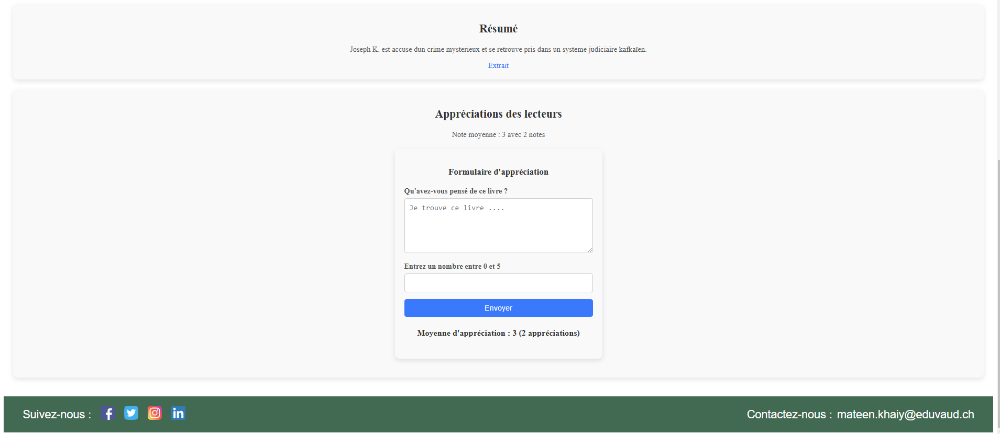 Résumé
Joseph K. est accuse dun crime mysterieux et se retrouve pris dans un systeme judiciaire kafkaïen.
Extrait
Appréciations des lecteurs
Note moyenne : 3 avec 2 notes
Formulaire d'appréciation
Qu'avez-vous pensé de ce livre ?
Je trouve ce livre ....
Entrez un nombre entre 0 et 5
Envoyer
Moyenne d'appréciation : 3 (2 appréciations)
Suivez-nous :
Contactez-nous : mateen.khaiy@eduvaud.ch